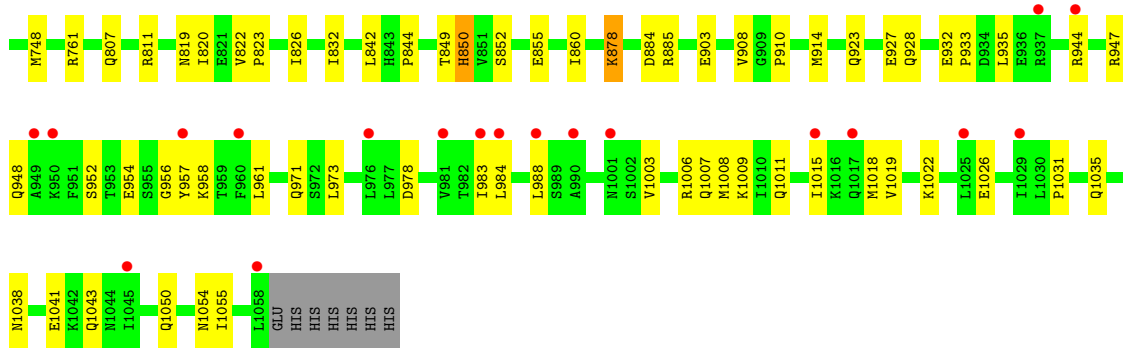 M748 R761 Q807 R811 N819 I820 E821 V822 P823 I826 I832 L842 H843 P844 T849 H850 V851 S852 E855 I860 K878 D884 R885 E903 V908 G909 P910 M914 Q923 E927 Q928 E932 P933 D934 L935 E936 R937 R944 R947
Q948 A949 K950 F951 S952 T953 E954 S955 G956 Y957 K958 T959 F960 L961 Q971 S972 L973 L976 L977 D978 V981 T982 I983 L984 L988 S989 A990 N1001 S1002 V1003 R1006 Q1007 M1008 K1009 I1010 Q1011 I1015 K1016 Q1017 M1018 V1019 K1022 L1025 E1026 I1029 L1030 P1031 Q1035
N1038 E1041 K1042 Q1043 N1044 I1045 Q1050 N1054 I1055 L1058 GLU HIS HIS HIS HIS HIS HIS